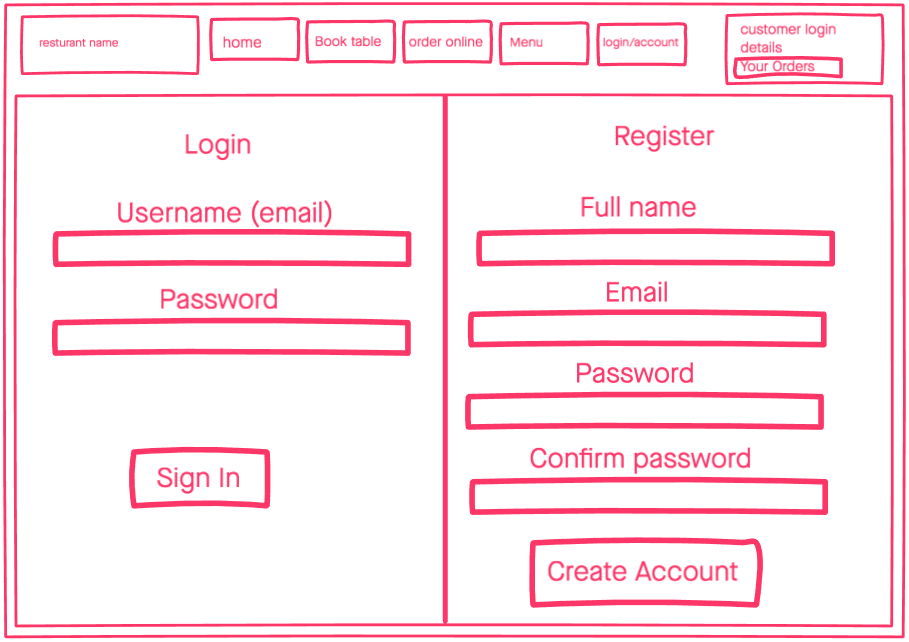 resturant name
home
Book table
order online
Menu
login/account
customer login
details
Your Orders
Login
Username (email)
Password
Sign In
Register
Full name
Email
Password
Confirm password
Create Account